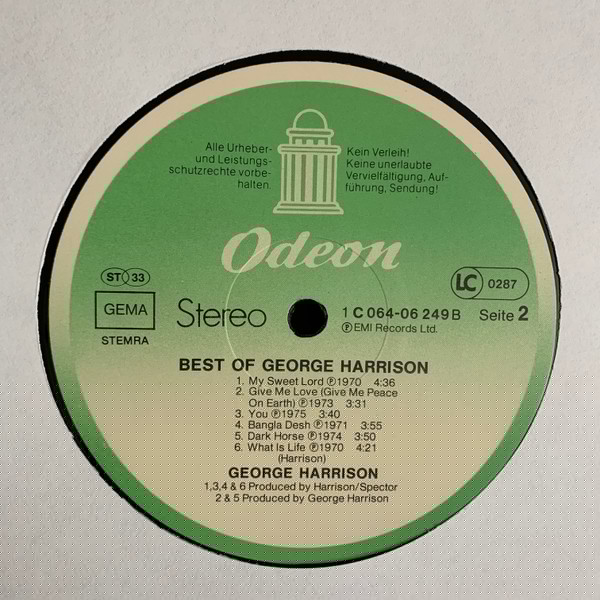 Alle Urheber-
und Leistungs-
schutzrechte vorbe-
halten.
Kein Verleih!
Keine unerlaubte
Vervielfältigung, Auf-
führung, Sendung!
Odeon
ST 33
GEMA
STEMRA
Stereo
1 C 064-06 249 B
℗ EMI Records Ltd.
LC 0287
Seite 2
BEST OF GEORGE HARRISON
1. My Sweet Lord ℗ 1970 4:36
2. Give Me Love (Give Me Peace
On Earth) ℗ 1973 3:31
3. You ℗ 1975 3:40
4. Bangla Desh ℗ 1971 3:55
5. Dark Horse ℗ 1974 3:50
6. What Is Life ℗ 1970 4:21
(Harrison)
GEORGE HARRISON
1,3,4 & 6 Produced by Harrison/Spector
2 & 5 Produced by George Harrison